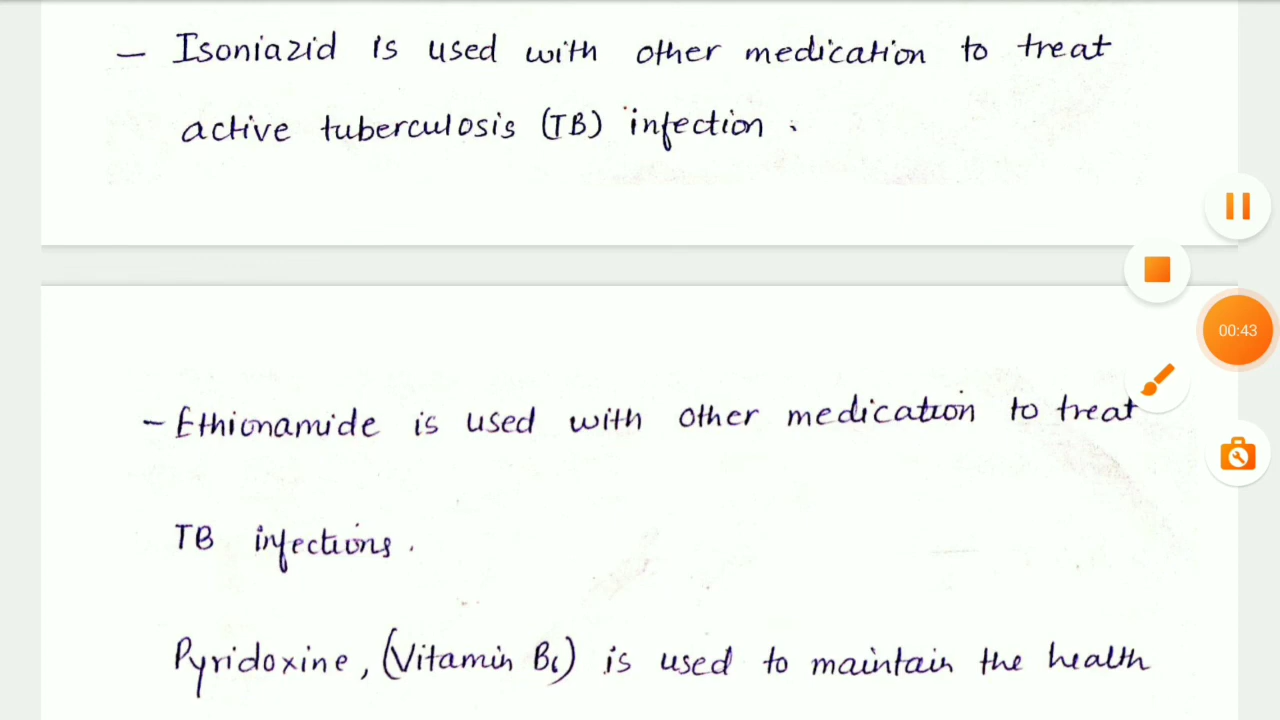 - Isoniazid is used with other medication to treat
active tuberculosis (TB) infection.
00:43
- Ethionamide is used with other medication to treat
TB infections.
Pyridoxine, (Vitamin B6) is used to maintain the health